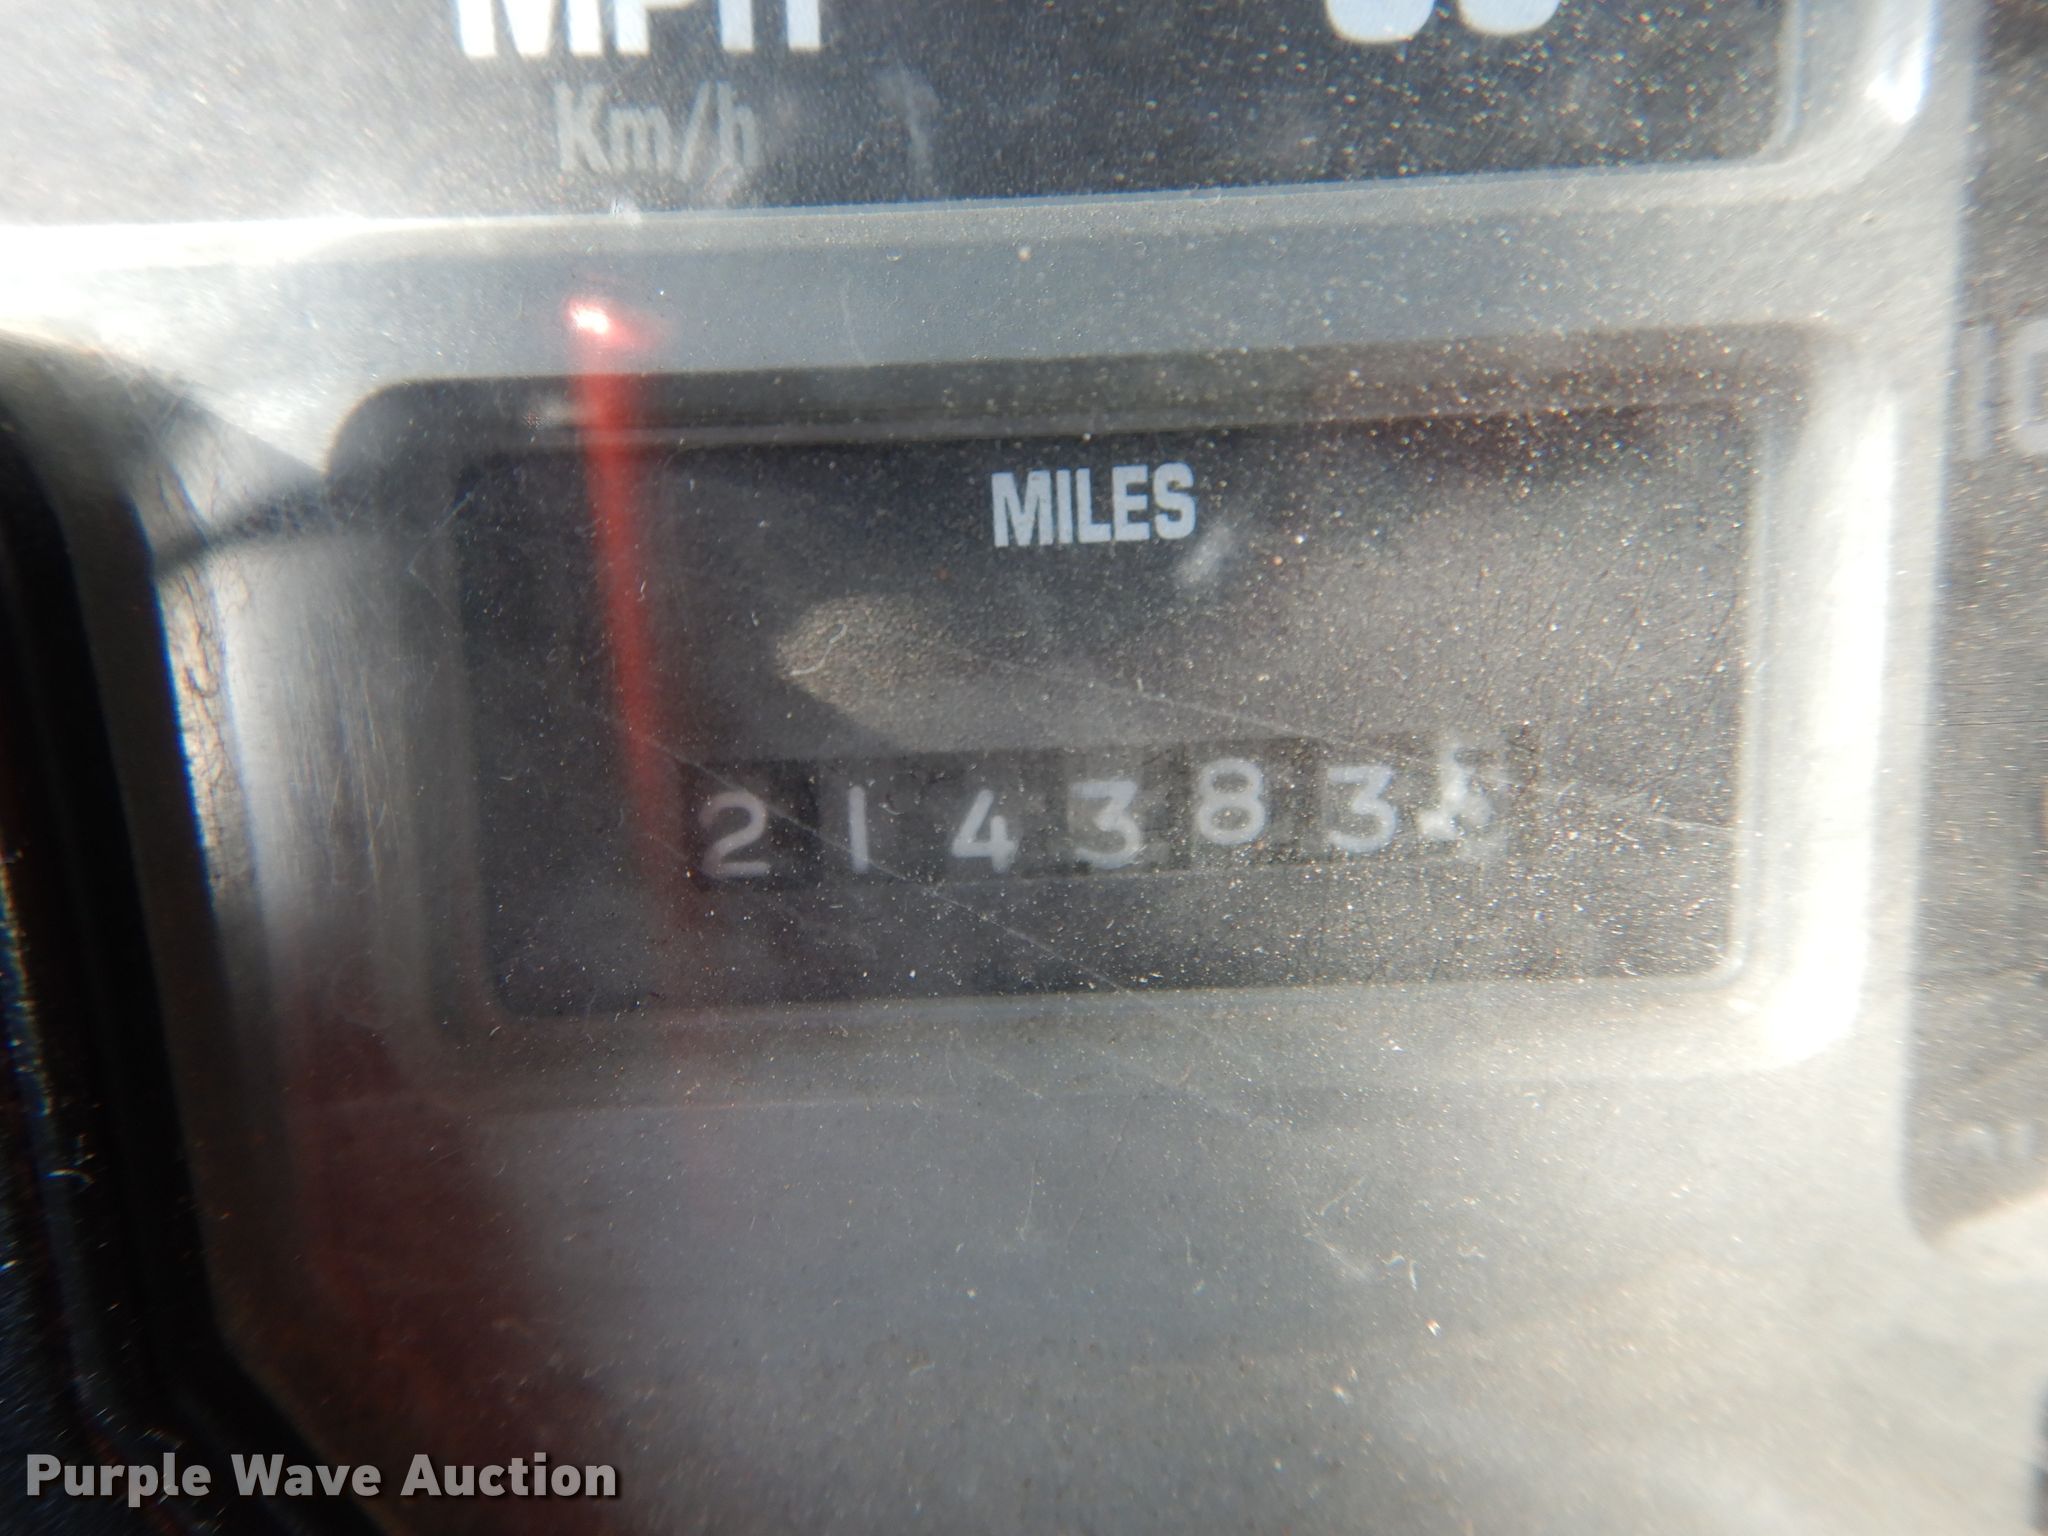 MPH
Km/h
MILES
214383
Purple Wave Auction